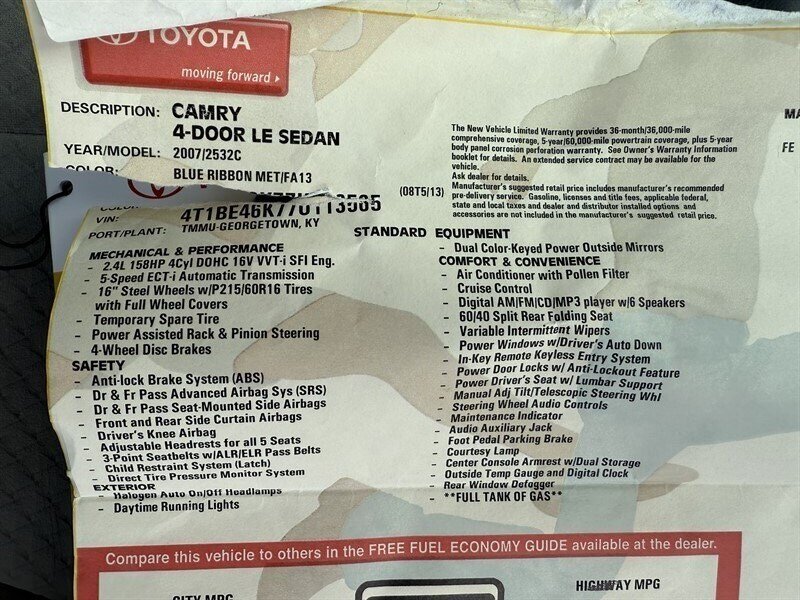 TOYOTA
moving forward
DESCRIPTION: CAMRY
4-DOOR LE SEDAN
YEAR/MODEL: 2007/2532C
COLOR: BLUE RIBBON MET/FA13
(08T5/13)
VIN:
PORT/PLANT: TMMU-GEORGETOWN, KY
The New Vehicle Limited Warranty provides 36-month/36,000-mile
comprehensive coverage, 5-year/60,000-mile powertrain coverage, plus 5-year
body panel corrosion perforation warranty. See Owner's Warranty Information
booklet for details. An extended service contract may be available for the
vehicle.
Ask dealer for details.
Manufacturer's suggested retail price includes manufacturer's recommended
pre-delivery service. Gasoline, licenses and title fees, applicable federal,
state and local taxes and dealer and distributor installed options and
accessories are not included in the manufacturer's suggested retail price.
MA
FE
STANDARD EQUIPMENT
MECHANICAL & PERFORMANCE
- 2.4L 158HP 4Cyl DOHC 16V VVT-i SFI Eng.
- 5-Speed ECT-i Automatic Transmission
- 16" Steel Wheels w/P215/60R16 Tires
with Full Wheel Covers
- Temporary Spare Tire
- Power Assisted Rack & Pinion Steering
- 4-Wheel Disc Brakes
SAFETY
- Anti-lock Brake System (ABS)
- Dr & Fr Pass Advanced Airbag Sys (SRS)
- Dr & Fr Pass Seat-Mounted Side Airbags
- Front and Rear Side Curtain Airbags
- Driver's Knee Airbag
- Adjustable Headrests for all 5 Seats
- 3-Point Seatbelts w/ALR/ELR Pass Belts
- Child Restraint System (Latch)
- Direct Tire Pressure Monitor System
EXTERIOR
- Halogen Auto On/Off Headlamps
- Daytime Running Lights
- Dual Color-Keyed Power Outside Mirrors
COMFORT & CONVENIENCE
- Air Conditioner with Pollen Filter
- Cruise Control
- Digital AM/FM/CD/MP3 player w/6 Speakers
- 60/40 Split Rear Folding Seat
- Variable Intermittent Wipers
- Power Windows w/Driver's Auto Down
- In-Key Remote Keyless Entry System
- Power Door Locks w/ Anti-Lockout Feature
- Power Driver's Seat w/ Lumbar Support
- Manual Adj Tilt/Telescopic Steering Whl
- Steering Wheel Audio Controls
- Maintenance Indicator
- Audio Auxiliary Jack
- Foot Pedal Parking Brake
- Courtesy Lamp
- Center Console Armrest w/Dual Storage
- Outside Temp Gauge and Digital Clock
- Rear Window Defogger
- **FULL TANK OF GAS**
Compare this vehicle to others in the FREE FUEL ECONOMY GUIDE available at the dealer.
CITY MPG
HIGHWAY MPG